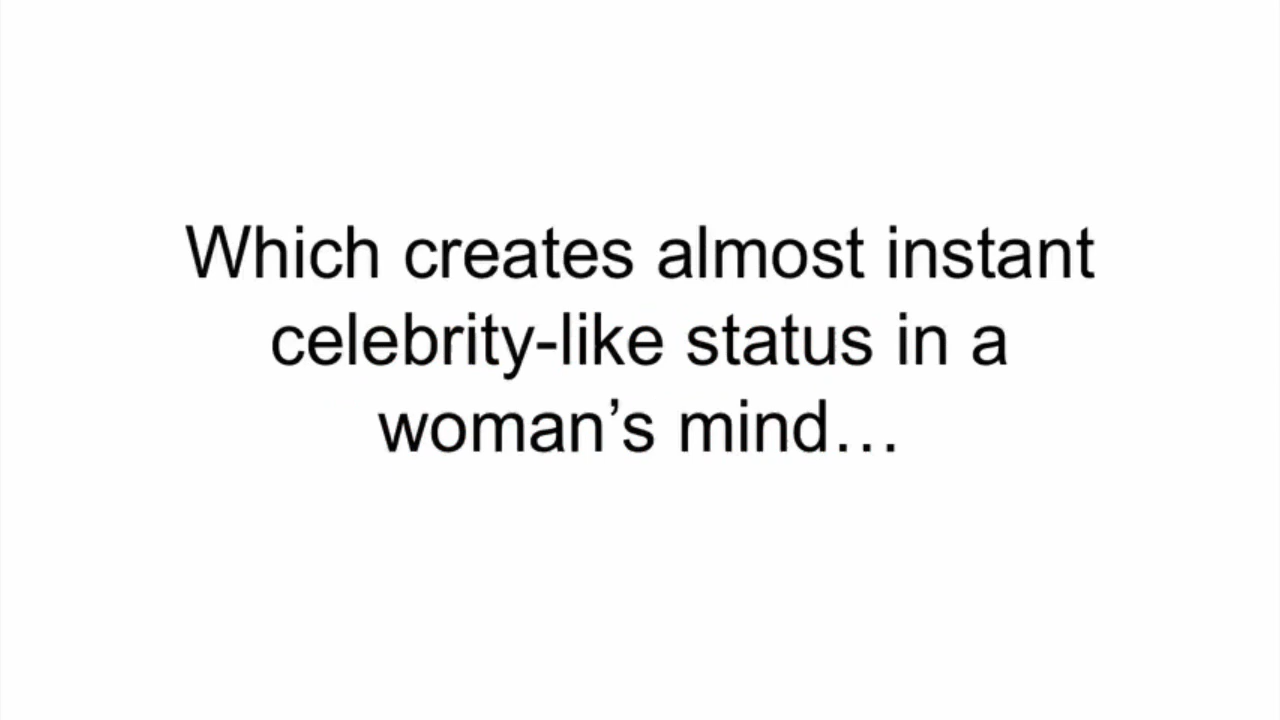 Which creates almost instant
celebrity-like status in a
woman’s mind…